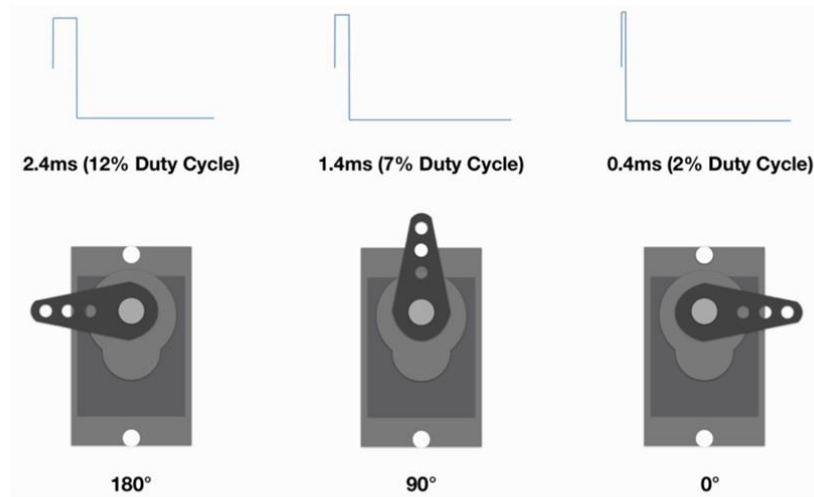 2.4ms (12% Duty Cycle)
1.4ms (7% Duty Cycle)
0.4ms (2% Duty Cycle)
180°
90°
0°